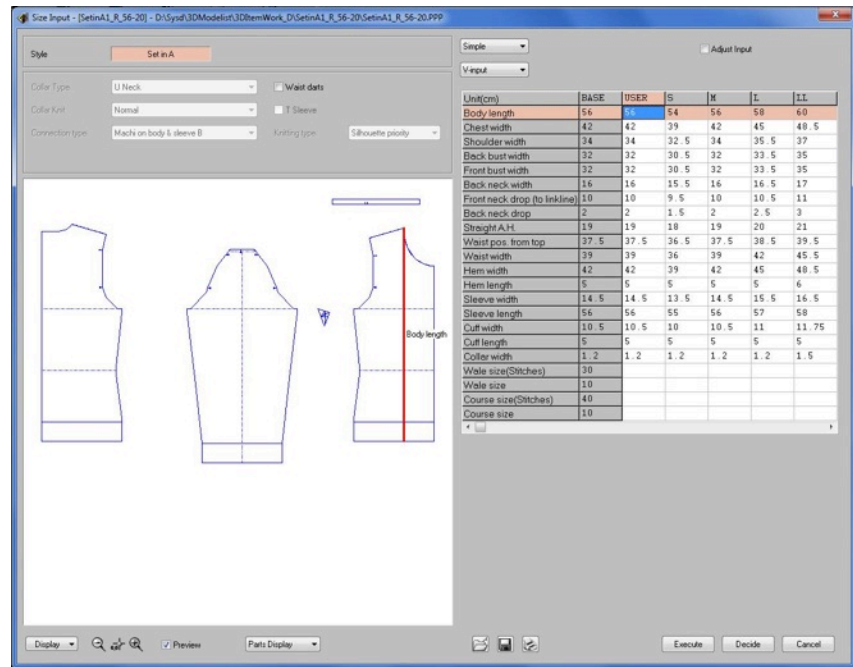 Size Input - [SetinA1_R_56-20] - D:\Sysd\3DModelist\3DItemWork_D\SetinA1_R_56-20\SetinA1_R_56-20.PPP
Style Set in A
Simple
Adjust Input
V-input
Collar Type U Neck Waist darts
Collar Knit Normal T Sleeve
Connection type Machi on body & sleeve B Knitting type Silhouette priority
Unit(cm) BASE USER S M L LL
Body length 56 56 54 56 58 60
Chest width 42 42 39 42 45 48.5
Shoulder width 34 34 32.5 34 35.5 37
Back bust width 32 32 30.5 32 33.5 35
Front bust width 32 32 30.5 32 33.5 35
Back neck width 16 16 15.5 16 16.5 17
Front neck drop (to linkline) 10 10 9.5 10 10.5 11
Back neck drop 2 2 1.5 2 2.5 3
Straight A.H. 19 19 18 19 20 21
Waist pos. from top 37.5 37.5 36.5 37.5 38.5 39.5
Waist width 39 39 36 39 42 45.5
Hem width 42 42 39 42 45 48.5
Hem length 5 5 5 5 5 6
Sleeve width 14.5 14.5 13.5 14.5 15.5 16.5
Sleeve length 56 56 55 56 57 58
Cuff width 10.5 10.5 10 10.5 11 11.75
Cuff length 5 5 5 5 5 5
Collar width 1.2 1.2 1.2 1.2 1.2 1.5
Wale size(Stitches) 30
Wale size 10
Course size(Stitches) 40
Course size 10
Body length
Display Preview Parts Display Execute Decide Cancel